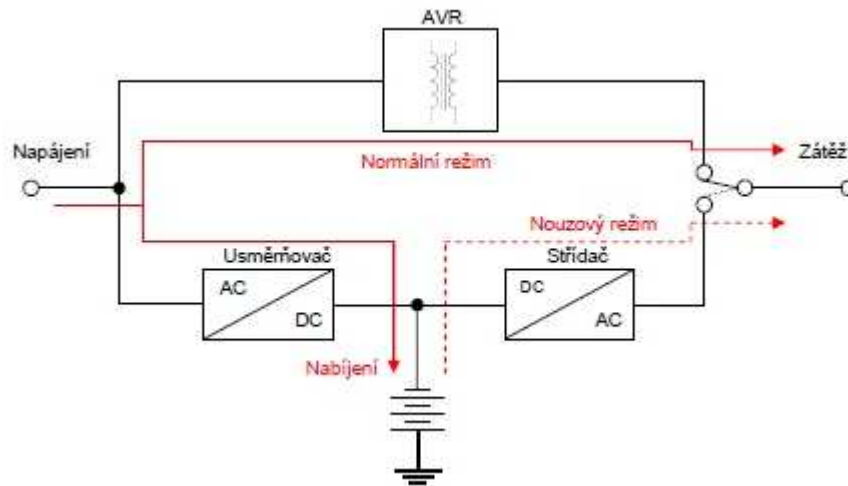 AVR
Napájení
Normální režim
Zátěž
Nouzový režim
Usměrňovač
Střídač
AC
DC
DC
AC
Nabíjení